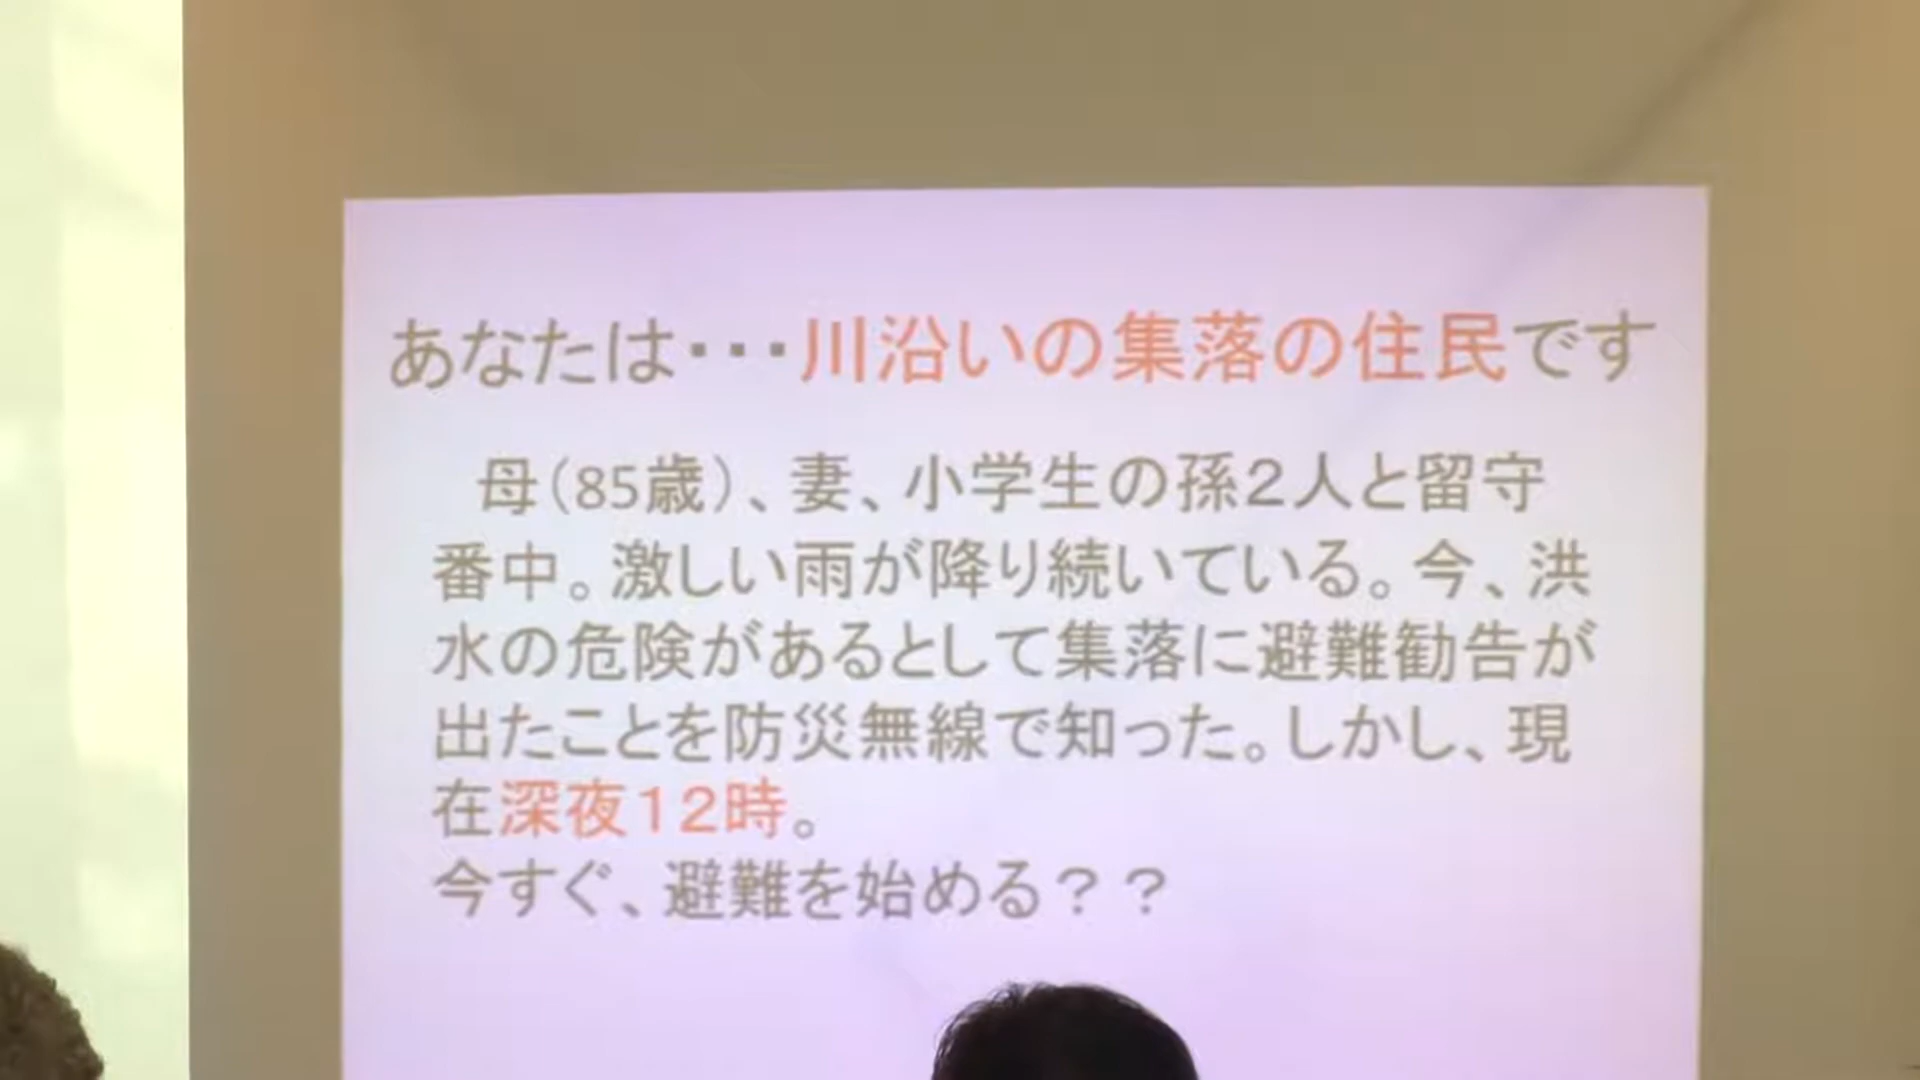 あなたは・・・川沿いの集落の住民です
母(85歳)、妻、小学生の孫２人と留守
番中。激しい雨が降り続いている。今、洪
水の危険があるとして集落に避難勧告が
出たことを防災無線で知った。しかし、現
在深夜１２時。
今すぐ、避難を始める？？